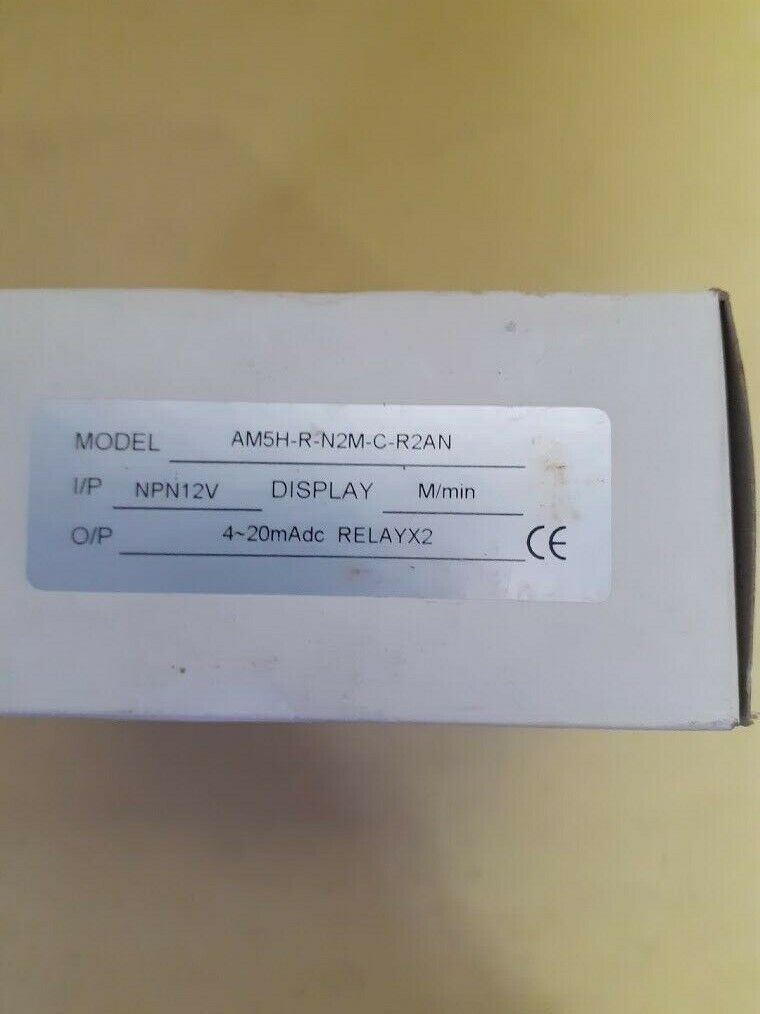 MODEL AM5H-R-N2M-C-R2AN
I/P NPN12V DISPLAY M/min
O/P 4~20mAdc RELAYX2 CE